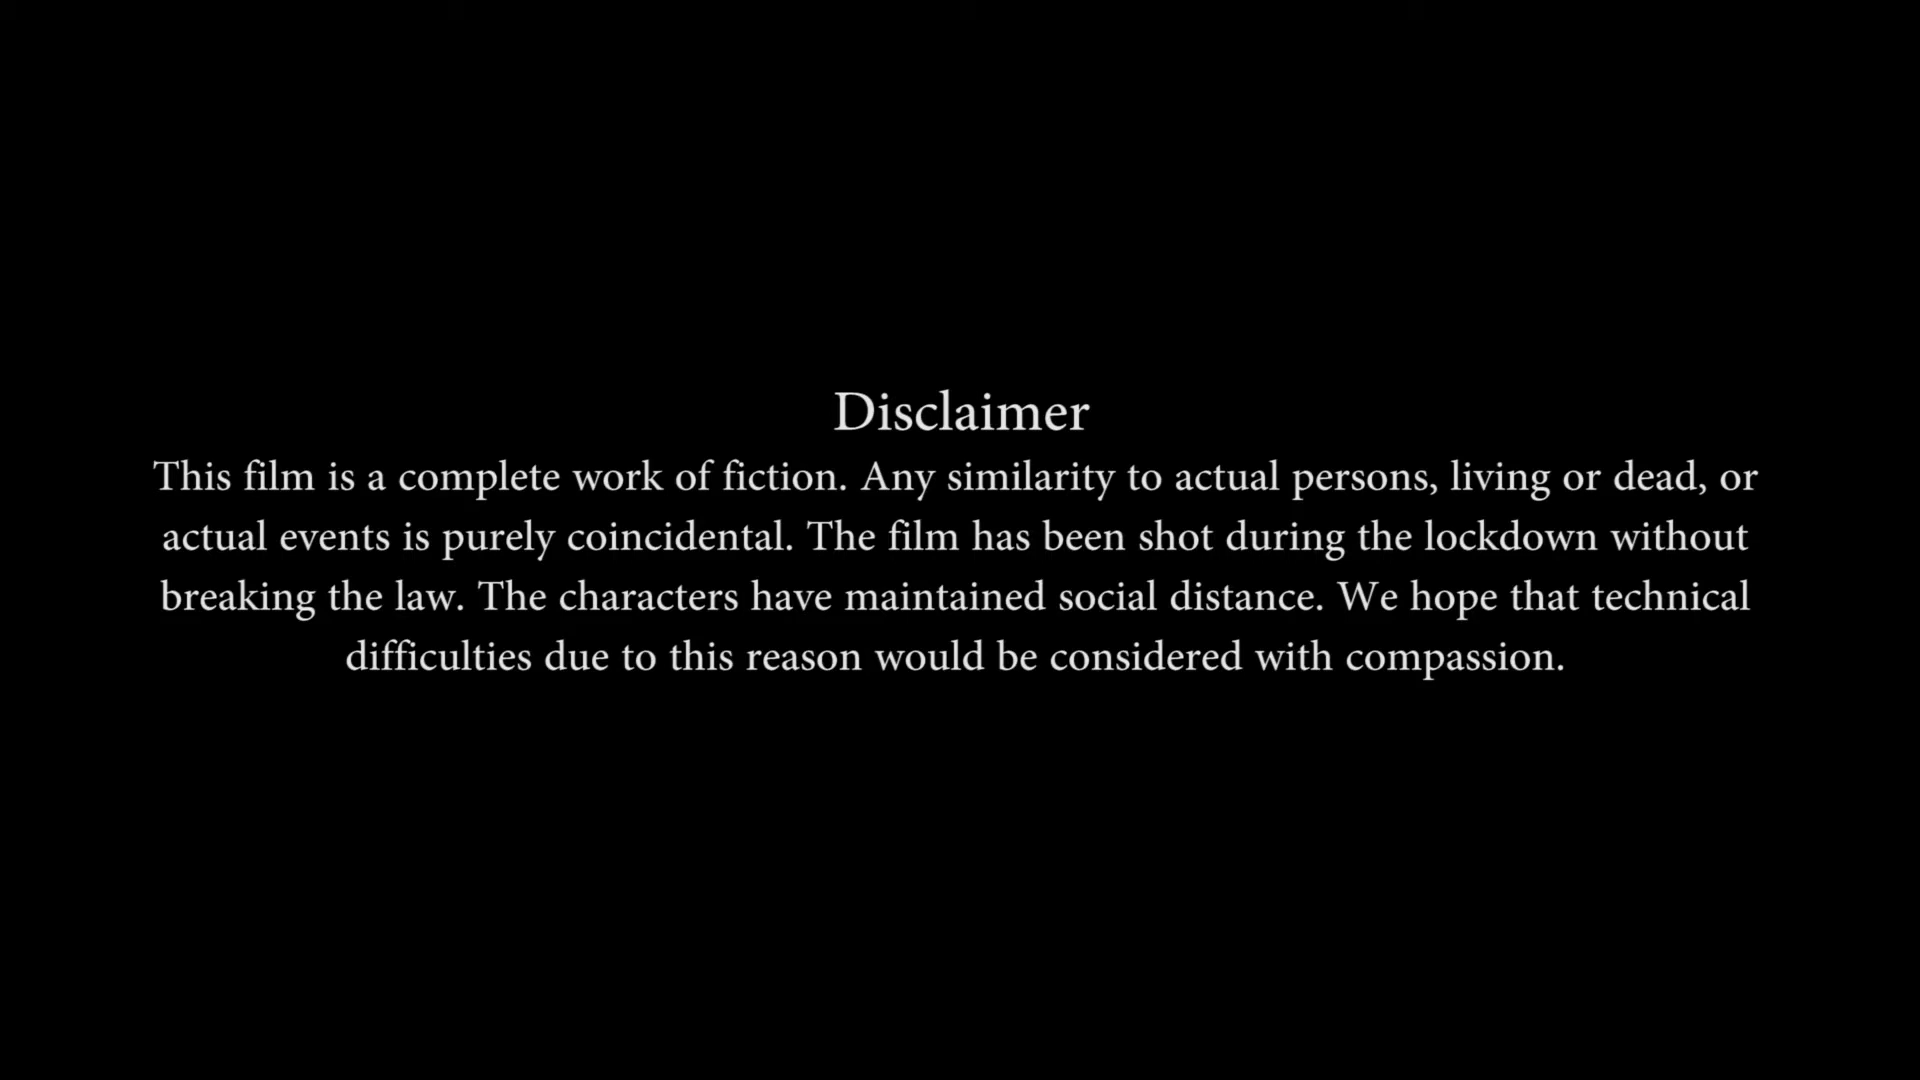 Disclaimer
This film is a complete work of fiction. Any similarity to actual persons, living or dead, or
actual events is purely coincidental. The film has been shot during the lockdown without
breaking the law. The characters have maintained social distance. We hope that technical
difficulties due to this reason would be considered with compassion.